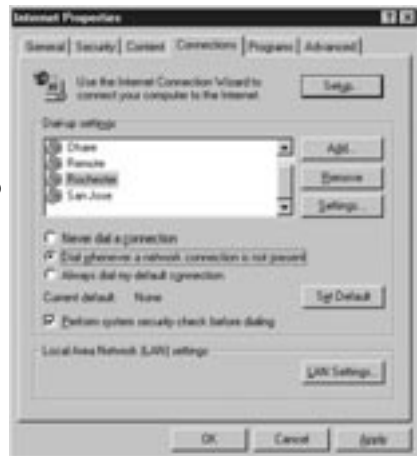 Internet Properties
General Security Content Connections Programs Advanced
Use the Internet Connection Wizard to
connect your computer to the Internet.
Setup
Dial-up settings
Remote
Rochester
San Jose
Add...
Remove
Settings...
Never dial a connection
Dial whenever a network connection is not present
Always dial my default connection
Current default: None
Set Default
Perform system security check before dialing
Local Area Network (LAN) settings
LAN Settings...
OK Cancel Apply